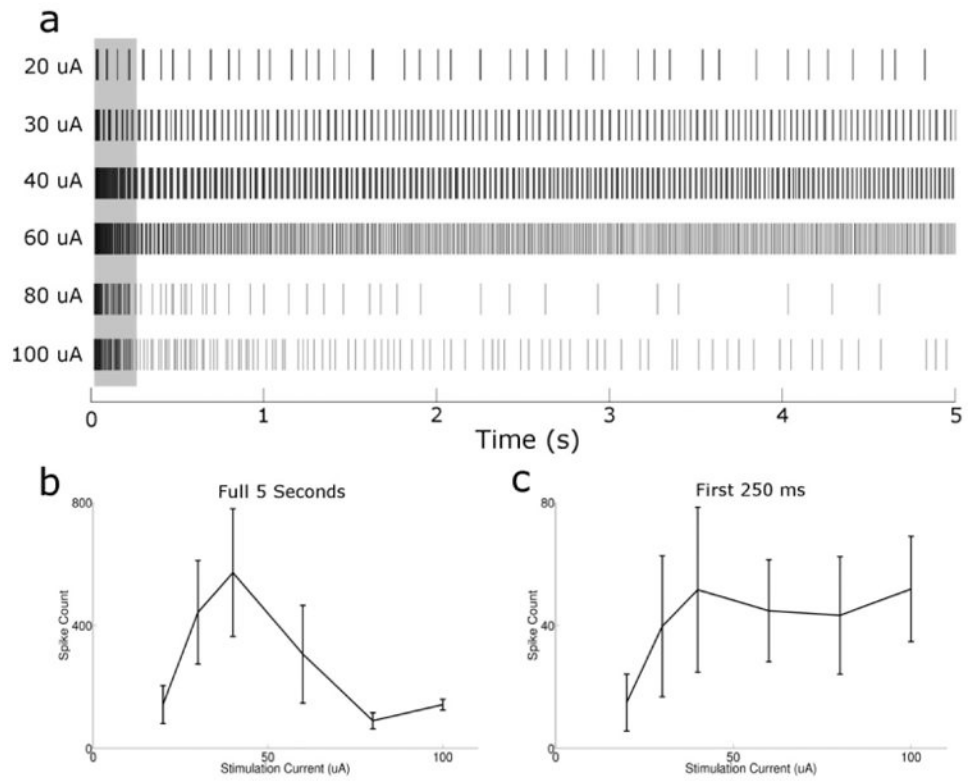 a
20 uA
30 uA
40 uA
60 uA
80 uA
100 uA
0 1 2 3 4 5
Time (s)
b
Full 5 Seconds
800
400
0
Spike Count
0 50 100
Stimulation Current (uA)
c
First 250 ms
80
40
0
Spike Count
0 50 100
Stimulation Current (uA)